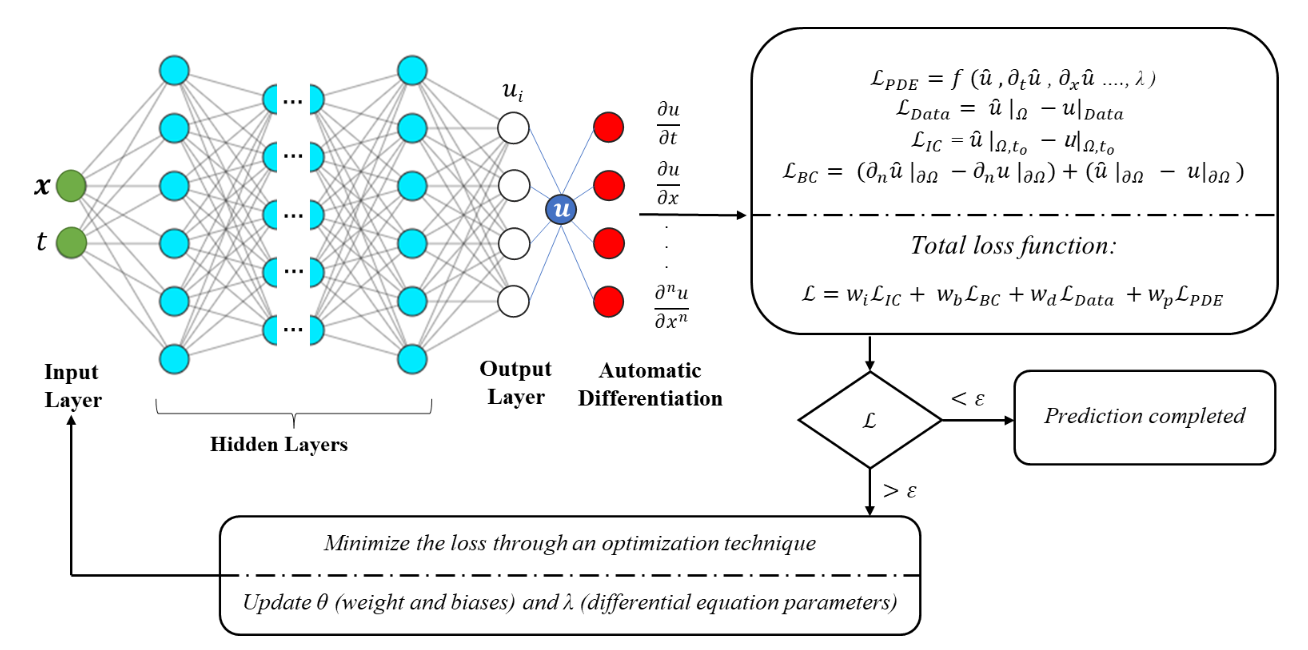 x
t
...
...
...
...
...
u_i
u
∂u/∂t
∂u/∂x
.
.
.
∂ⁿu/∂xⁿ
Input
Layer
Hidden Layers
Output
Layer
Automatic
Differentiation
ℒ_PDE = f (û , ∂_t û , ∂_x û ...., λ )
ℒ_Data = û |_Ω − u|_Data
ℒ_IC = û |_Ω,t_o − u|_Ω,t_o
ℒ_BC = (∂_n û |_∂Ω − ∂_n u |_∂Ω) + (û |_∂Ω − u|_∂Ω )
Total loss function:
ℒ = w_i ℒ_IC + w_b ℒ_BC + w_d ℒ_Data + w_p ℒ_PDE
ℒ
< ε
Prediction completed
> ε
Minimize the loss through an optimization technique
Update θ (weight and biases) and λ (differential equation parameters)